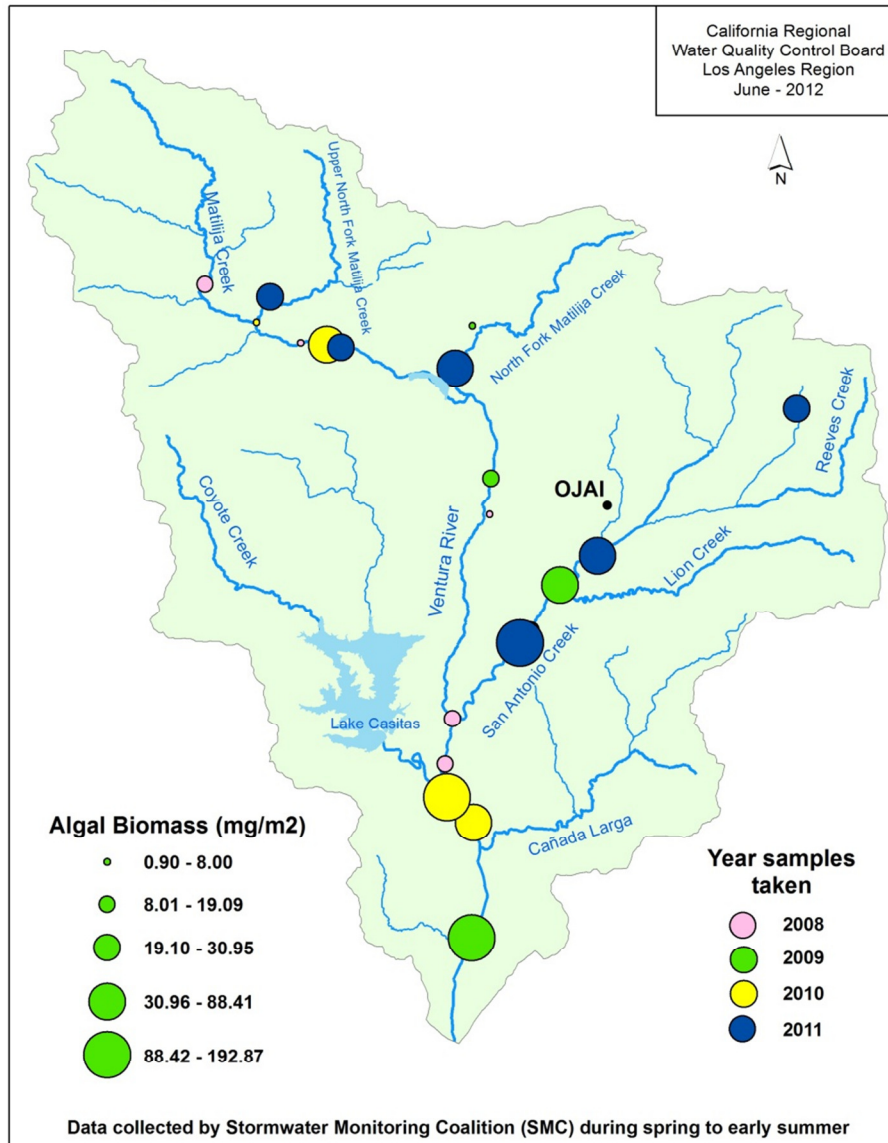 California Regional
Water Quality Control Board
Los Angeles Region
June - 2012
N
Matilija Creek
Upper North Fork Matilija Creek
North Fork Matilija Creek
Reeves Creek
Coyote Creek
OJAI
Ventura River
Lion Creek
San Antonio Creek
Lake Casitas
Cañada Larga
Algal Biomass (mg/m2)
0.90 - 8.00
8.01 - 19.09
19.10 - 30.95
30.96 - 88.41
88.42 - 192.87
Year samples
taken
2008
2009
2010
2011
Data collected by Stormwater Monitoring Coalition (SMC) during spring to early summer